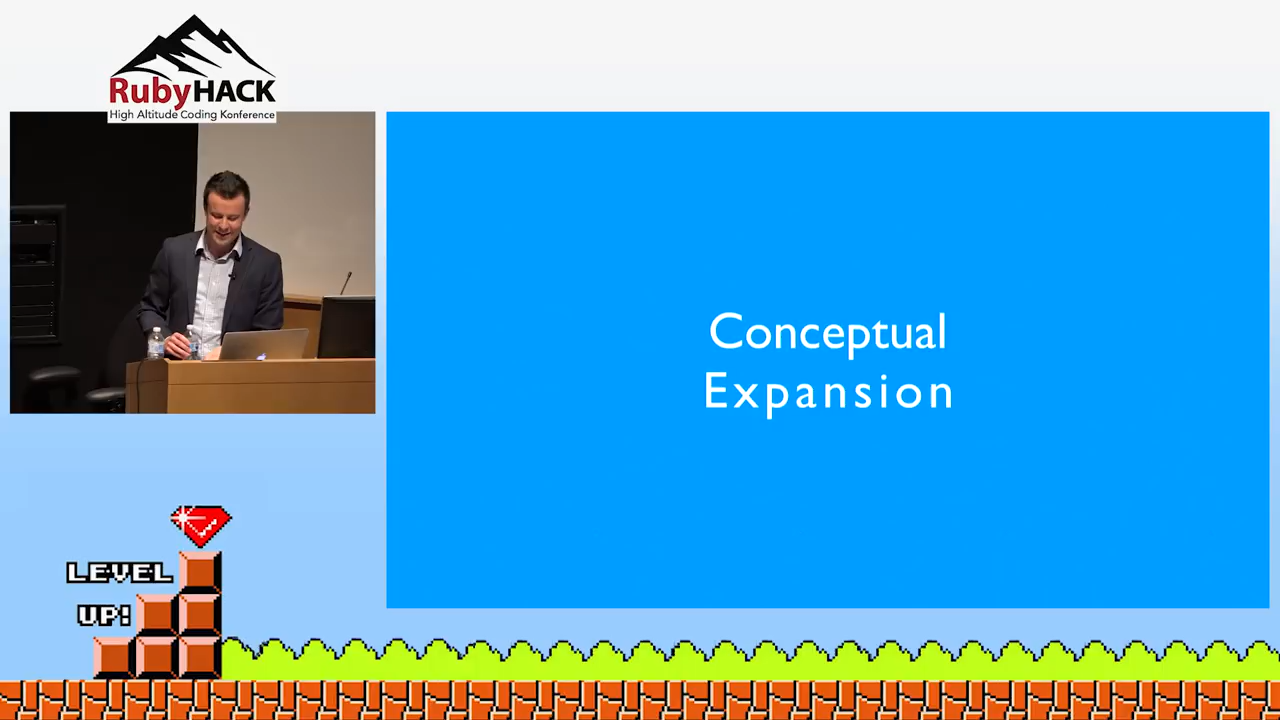 RubyHACK
High Altitude Coding Konference
Conceptual
Expansion
LEVEL
UP!